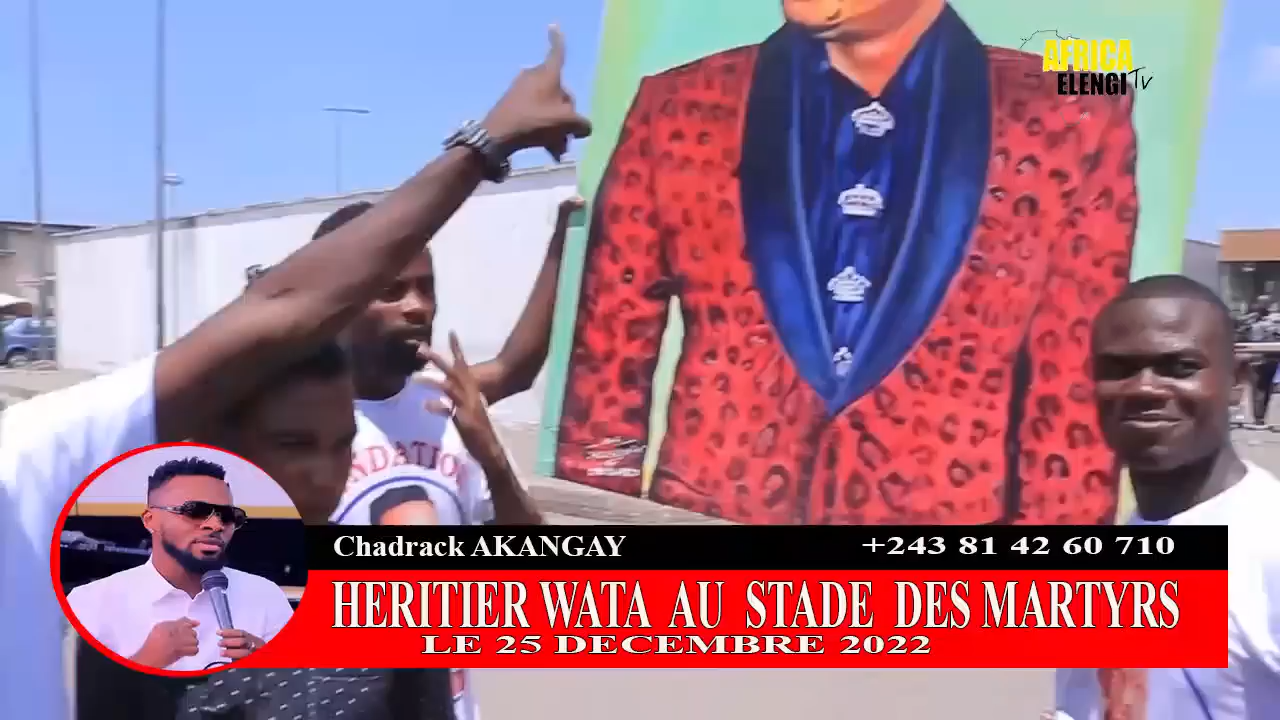 AFRICA
ELENGI TV
NDATIO
Chadrack AKANGAY
+243 81 42 60 710
HERITIER WATA AU STADE DES MARTYRS
LE 25 DECEMBRE 2022